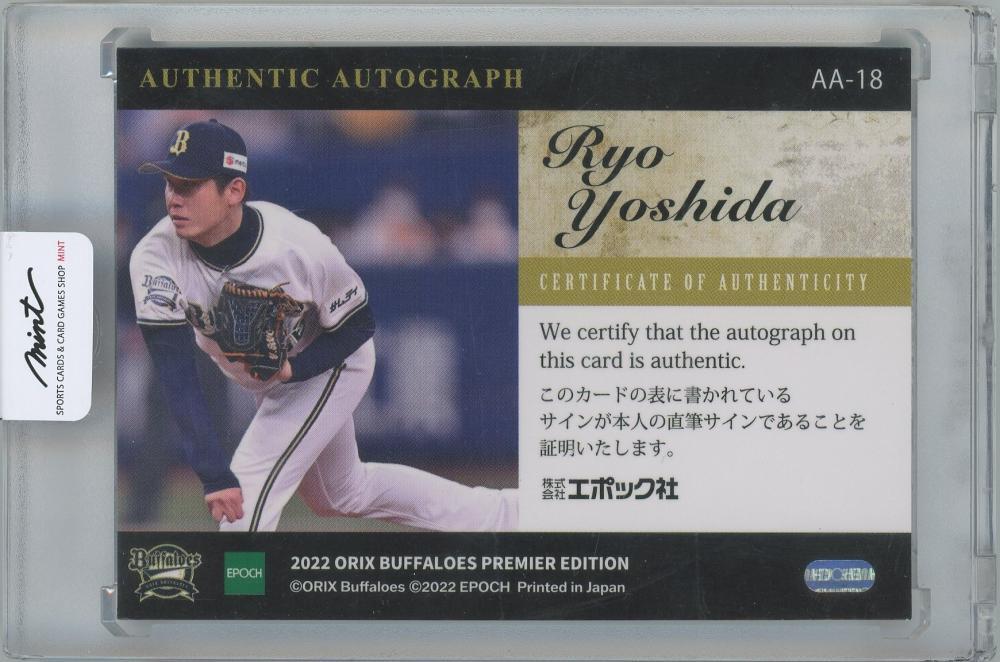 AUTHENTIC AUTOGRAPH
AA-18
Ryo
Yoshida
CERTIFICATE OF AUTHENTICITY
We certify that the autograph on
this card is authentic.
このカードの表に書かれている
サインが本人の直筆サインであることを
証明いたします。
株式会社エポック社
mint
SPORTS CARDS & CARD GAMES SHOP MINT
B
Buffaloes
Buffaloes
EPOCH
2022 ORIX BUFFALOES PREMIER EDITION
©ORIX Buffaloes ©2022 EPOCH Printed in Japan